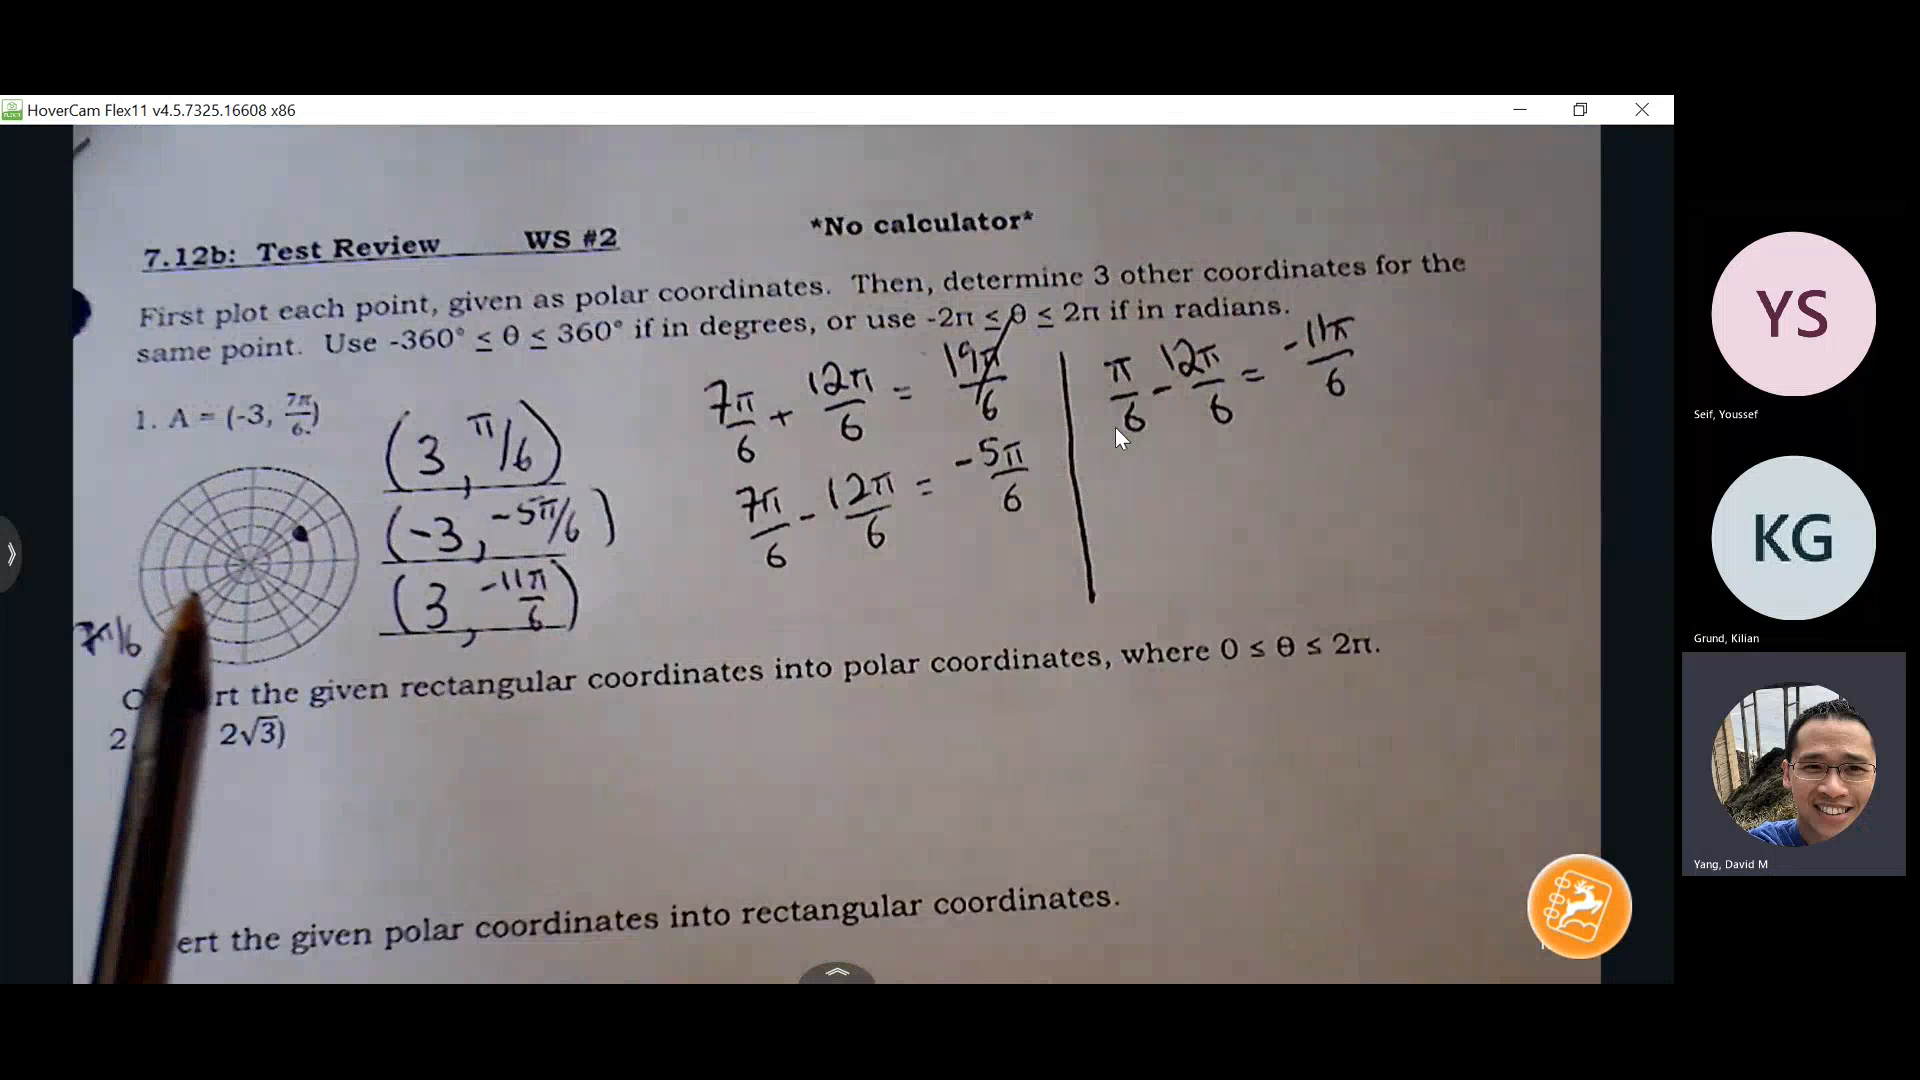 HoverCam Flex11 v4.5.7325.16608 x86
7.12b: Test Review WS #2
*No calculator*
First plot each point, given as polar coordinates. Then, determine 3 other coordinates for the
same point. Use -360° ≤ θ ≤ 360° if in degrees, or use -2π ≤ θ ≤ 2π if in radians.
1. A = (-3, 7π/6)
(3, π/6)
(-3, -5π/6)
(3, -11π/6)
7π/6
7π/6 + 12π/6 = 19π/6
7π/6 - 12π/6 = -5π/6
π/6 - 12π/6 = -11π/6
rt the given rectangular coordinates into polar coordinates, where 0 ≤ θ ≤ 2π.
2 2√3)
ert the given polar coordinates into rectangular coordinates.
YS
Seif, Youssef
KG
Grund, Kilian
Yang, David M